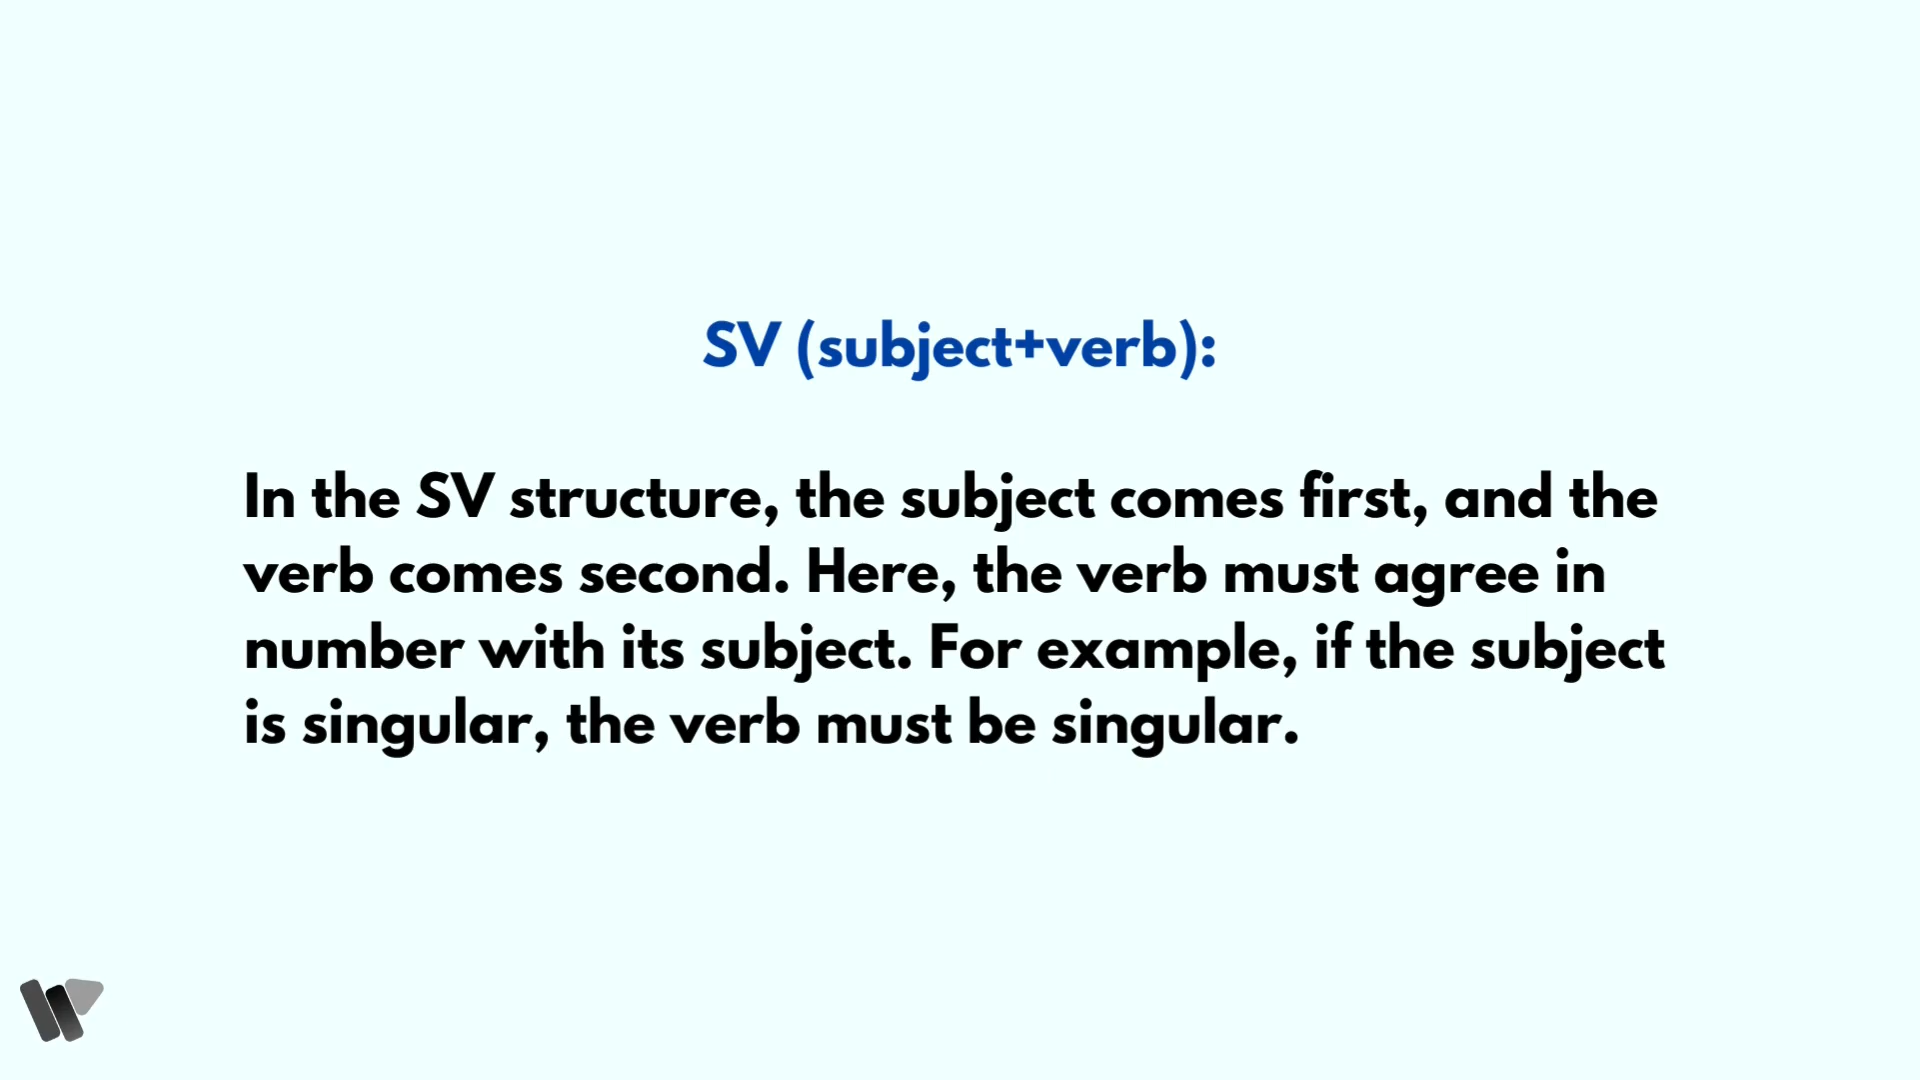 SV (subject+verb):
In the SV structure, the subject comes first, and the
verb comes second. Here, the verb must agree in
number with its subject. For example, if the subject
is singular, the verb must be singular.